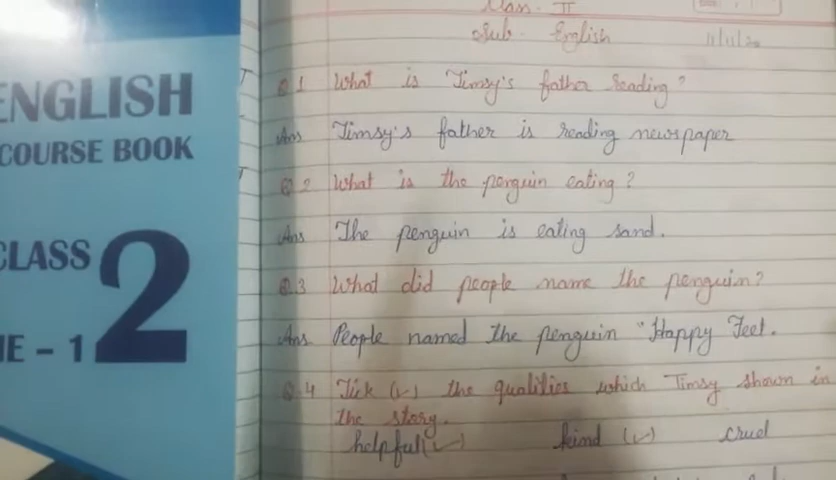 ENGLISH
COURSE BOOK
CLASS 2
E - 1
Class - II
Sub. English
Q.1 What is Timsy's father reading?
Ans Timsy's father is reading newspaper
Q.2 What is the penguin eating?
Ans The penguin is eating sand.
Q.3 What did people name the penguin?
Ans. People named the penguin "Happy Feet.
Q.4 Tick (✓) the qualities which Timsy shown in
the story.
helpful (✓) kind (✓) cruel